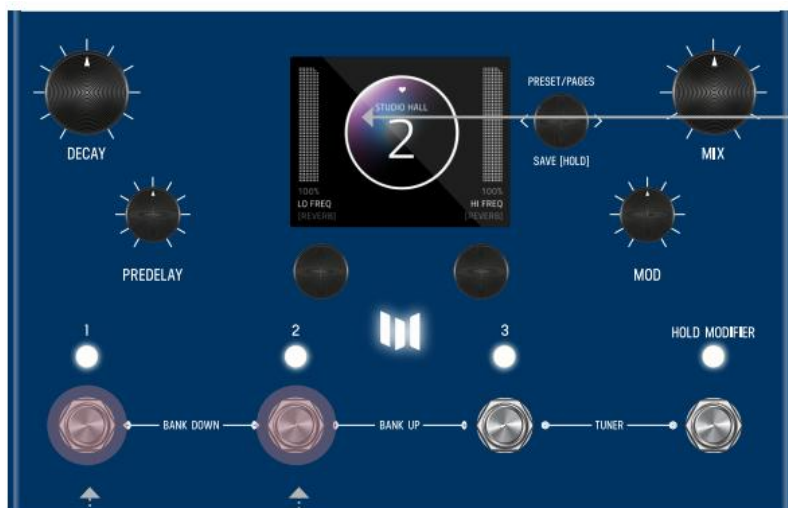 STUDIO HALL
2
100%
LO FREQ
[REVERB]
100%
HI FREQ
[REVERB]
PRESET/PAGES
SAVE [HOLD]
DECAY
MIX
PREDELAY
MOD
1
2
3
HOLD MODIFIER
BANK DOWN
BANK UP
TUNER